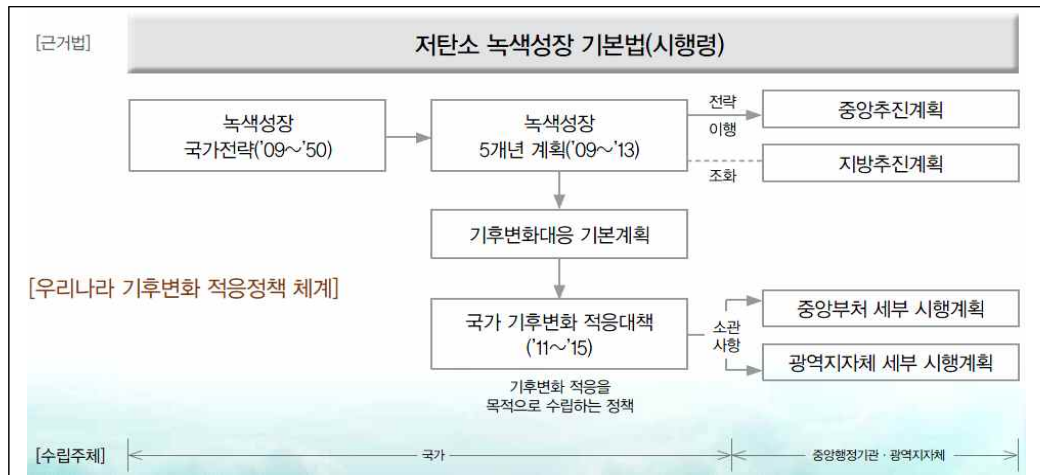 [근거법]
저탄소 녹색성장 기본법(시행령)
녹색성장
국가전략('09~'50)
녹색성장
5개년 계획('09~'13)
전략
이행
조화
중앙추진계획
지방추진계획
기후변화대응 기본계획
[우리나라 기후변화 적응정책 체계]
국가 기후변화 적응대책
('11~'15)
소관
사항
중앙부처 세부 시행계획
광역지자체 세부 시행계획
기후변화 적응을
목적으로 수립하는 정책
[수립주체]
국가
중앙행정기관·광역지자체